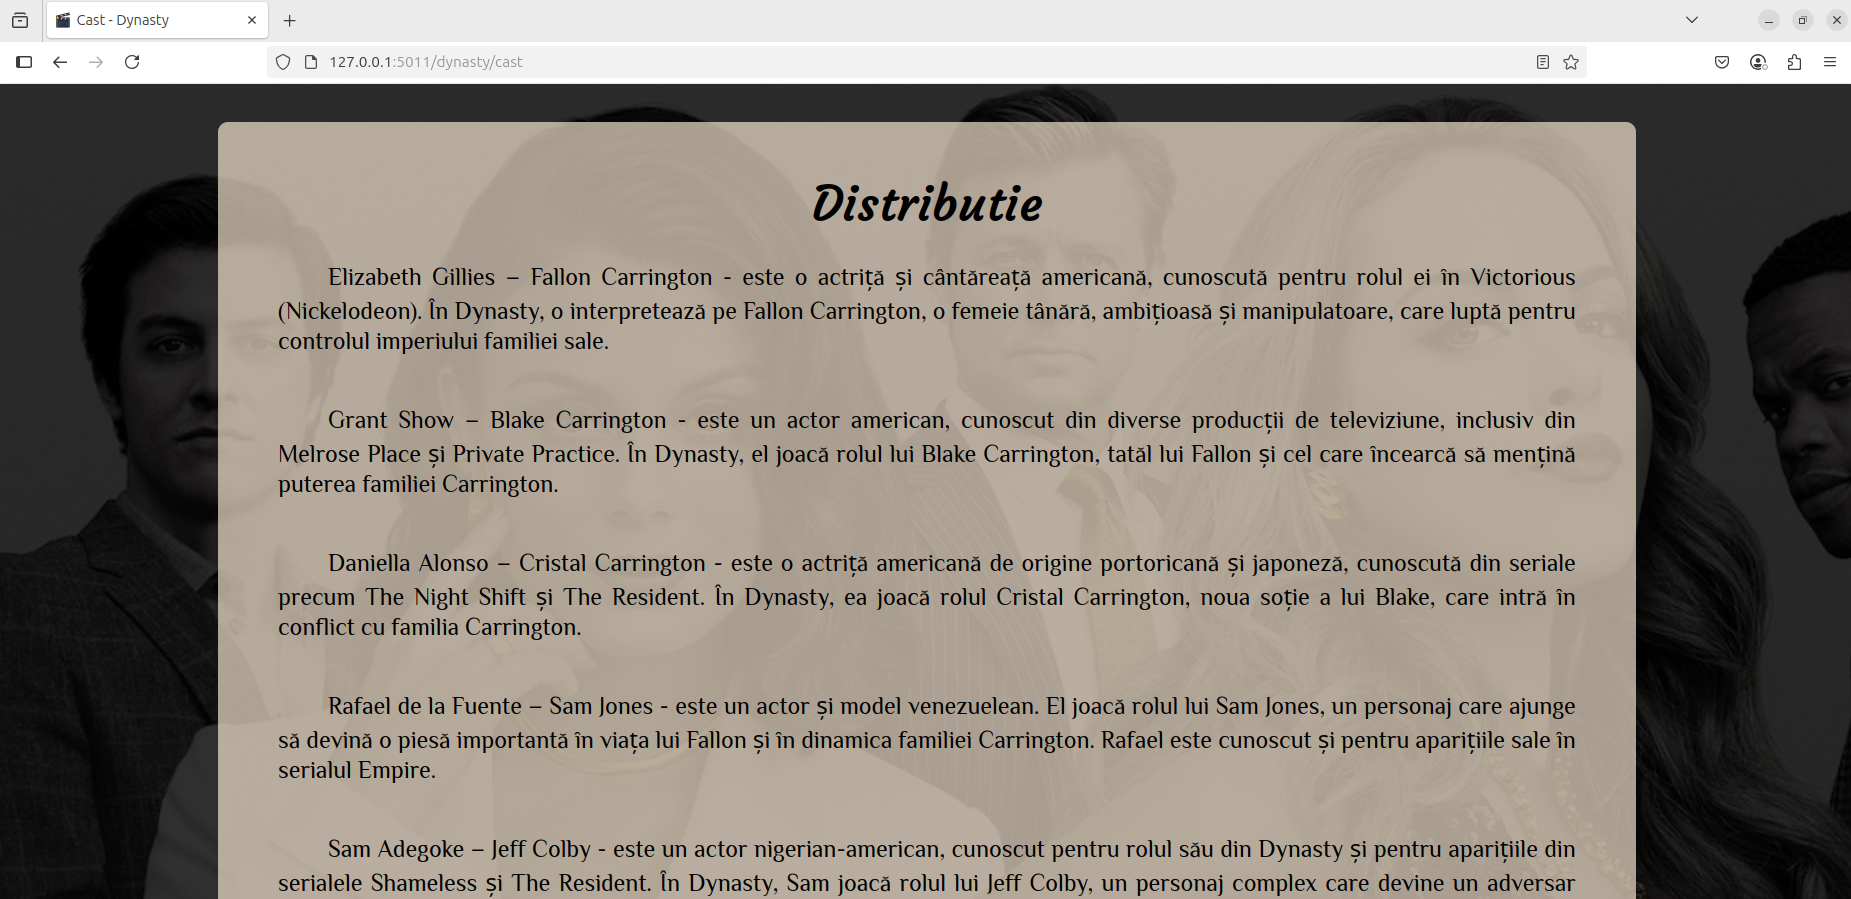 Cast - Dynasty
127.0.0.1:5011/dynasty/cast
Distributie
Elizabeth Gillies – Fallon Carrington - este o actriță și cântăreață americană, cunoscută pentru rolul ei în Victorious
(Nickelodeon). În Dynasty, o interpretează pe Fallon Carrington, o femeie tânără, ambițioasă și manipulatoare, care luptă pentru
controlul imperiului familiei sale.
Grant Show – Blake Carrington - este un actor american, cunoscut din diverse producții de televiziune, inclusiv din
Melrose Place și Private Practice. În Dynasty, el joacă rolul lui Blake Carrington, tatăl lui Fallon și cel care încearcă să mențină
puterea familiei Carrington.
Daniella Alonso – Cristal Carrington - este o actriță americană de origine portoricană și japoneză, cunoscută din seriale
precum The Night Shift și The Resident. În Dynasty, ea joacă rolul Cristal Carrington, noua soție a lui Blake, care intră în
conflict cu familia Carrington.
Rafael de la Fuente – Sam Jones - este un actor și model venezuelean. El joacă rolul lui Sam Jones, un personaj care ajunge
să devină o piesă importantă în viața lui Fallon și în dinamica familiei Carrington. Rafael este cunoscut și pentru aparițiile sale în
serialul Empire.
Sam Adegoke – Jeff Colby - este un actor nigerian-american, cunoscut pentru rolul său din Dynasty și pentru aparițiile din
serialele Shameless și The Resident. În Dynasty, Sam joacă rolul lui Jeff Colby, un personaj complex care devine un adversar